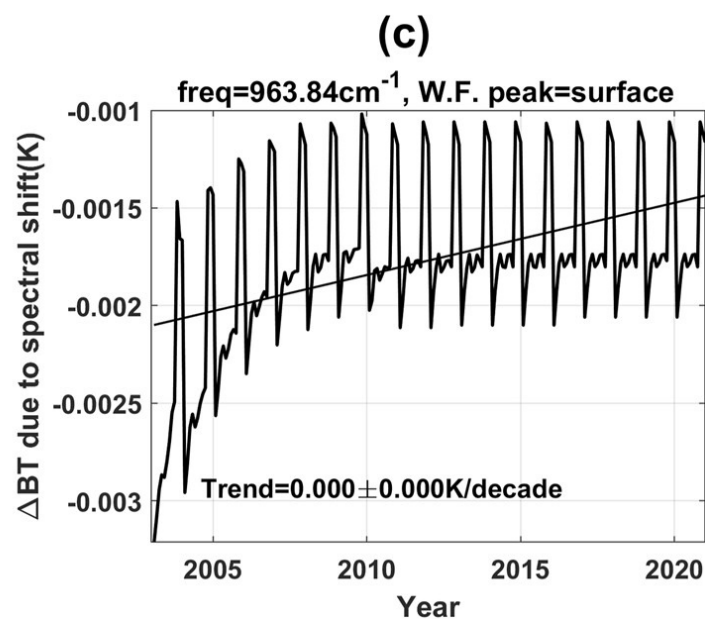 (c)
freq=963.84cm-1, W.F. peak=surface
-0.001
-0.0015
-0.002
-0.0025
-0.003
ΔBT due to spectral shift(K)
Trend=0.000±0.000K/decade
2005
2010
2015
2020
Year